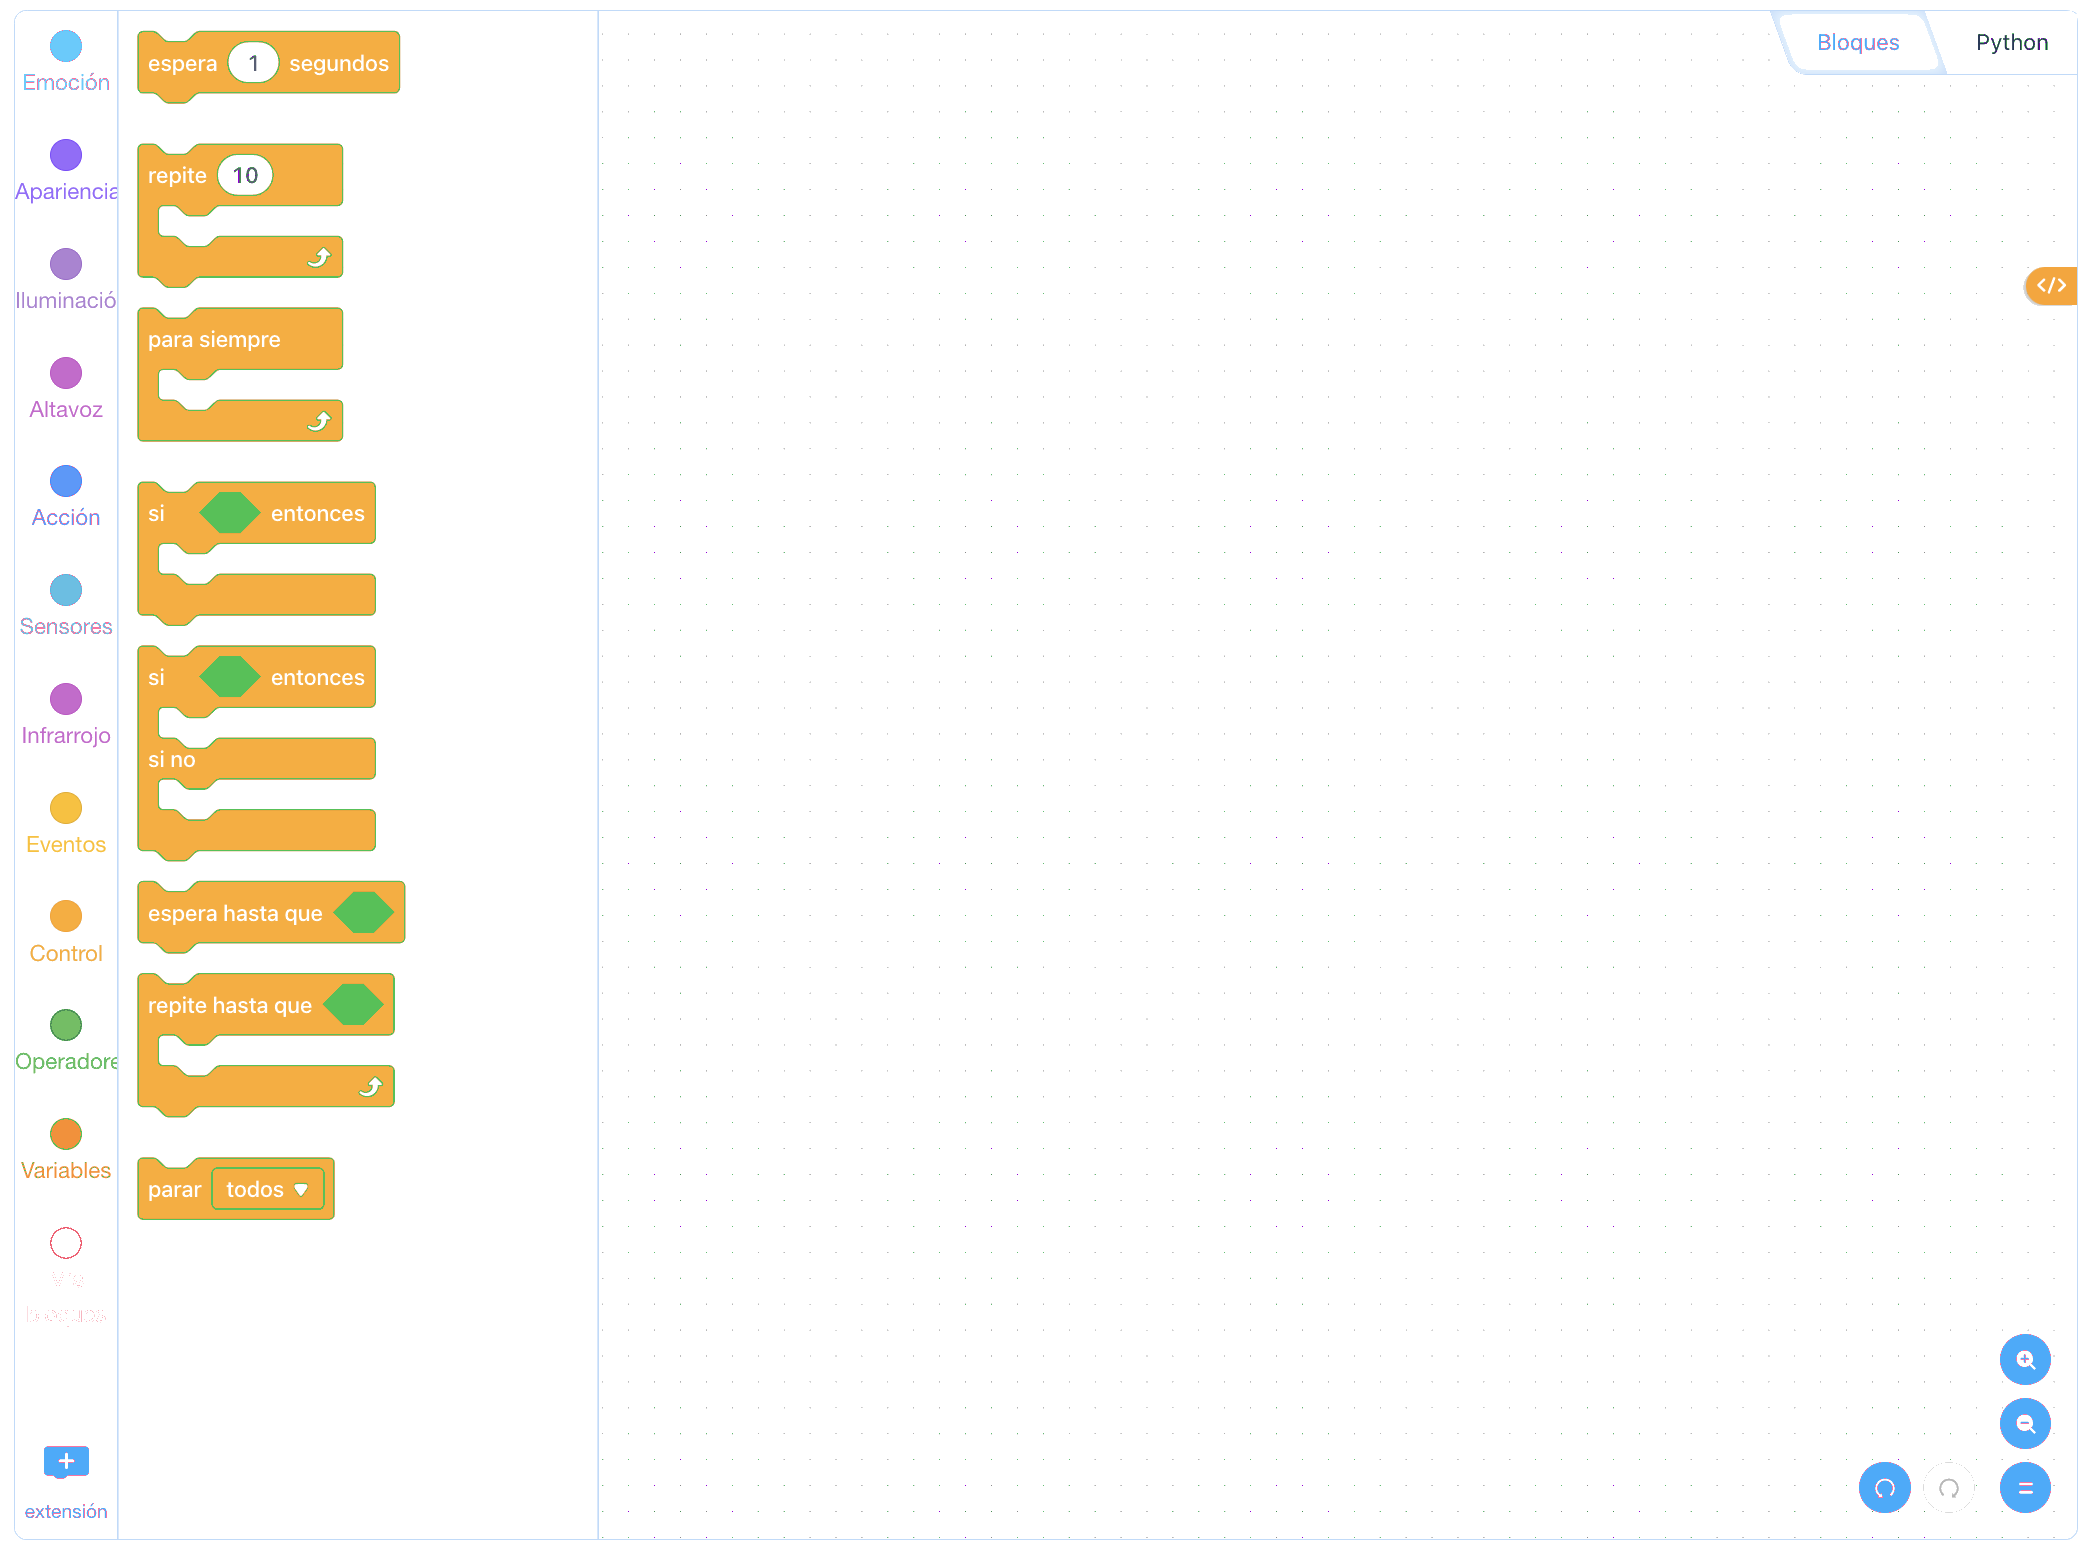 Emoción
Apariencia
Iluminació
Altavoz
Acción
Sensores
Infrarrojo
Eventos
Control
Operadore
Variables
extensión
espera 1 segundos
repite 10
para siempre
si entonces
si entonces
si no
espera hasta que
repite hasta que
parar todos
Bloques Python
</>